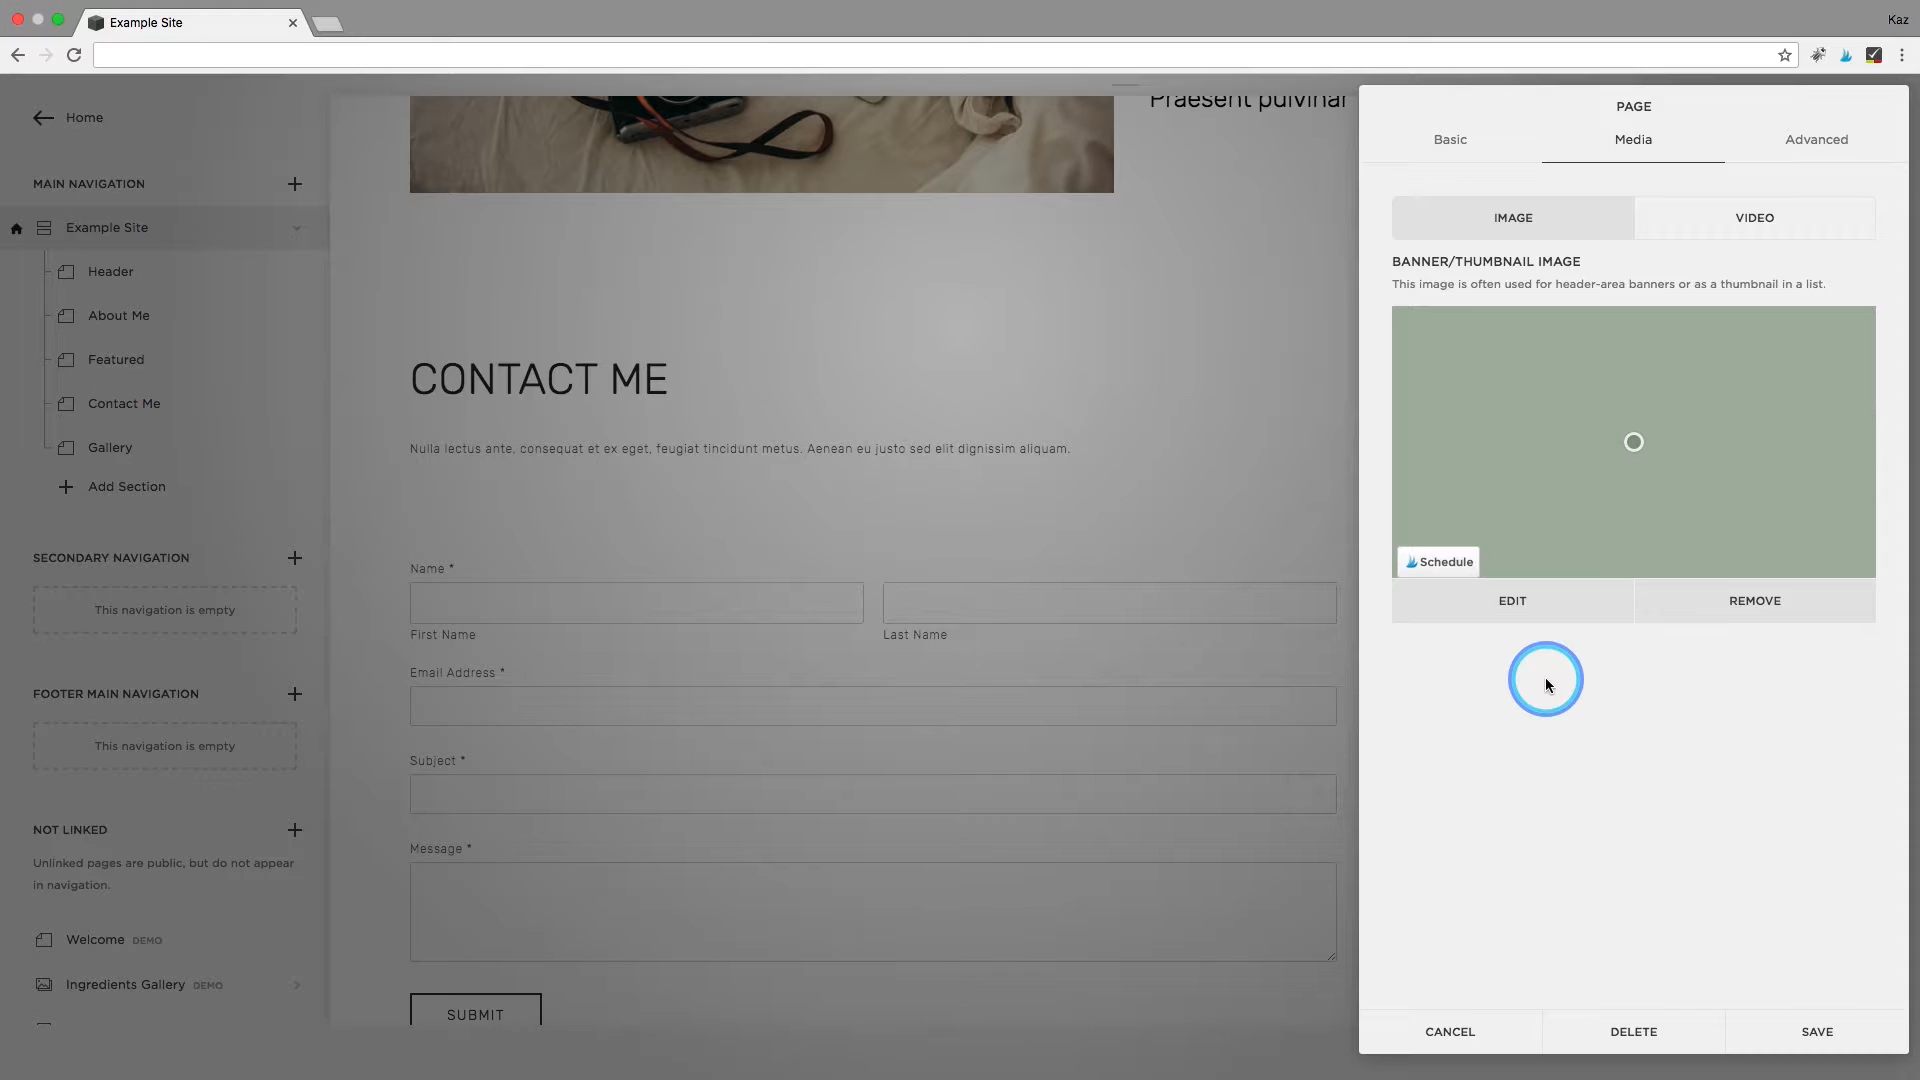 Example Site
Kaz
Home
MAIN NAVIGATION
Example Site
Header
About Me
Featured
Contact Me
Gallery
Add Section
SECONDARY NAVIGATION
This navigation is empty
FOOTER MAIN NAVIGATION
This navigation is empty
NOT LINKED
Unlinked pages are public, but do not appear
in navigation.
Welcome DEMO
Ingredients Gallery DEMO
Praesent pulvinar
CONTACT ME
Nulla lectus ante, consequat et ex eget, feugiat tincidunt metus. Aenean eu justo sed elit dignissim aliquam.
Name *
First Name
Last Name
Email Address *
Subject *
Message *
SUBMIT
PAGE
Basic
Media
Advanced
IMAGE
VIDEO
BANNER/THUMBNAIL IMAGE
This image is often used for header-area banners or as a thumbnail in a list.
Schedule
EDIT
REMOVE
CANCEL
DELETE
SAVE